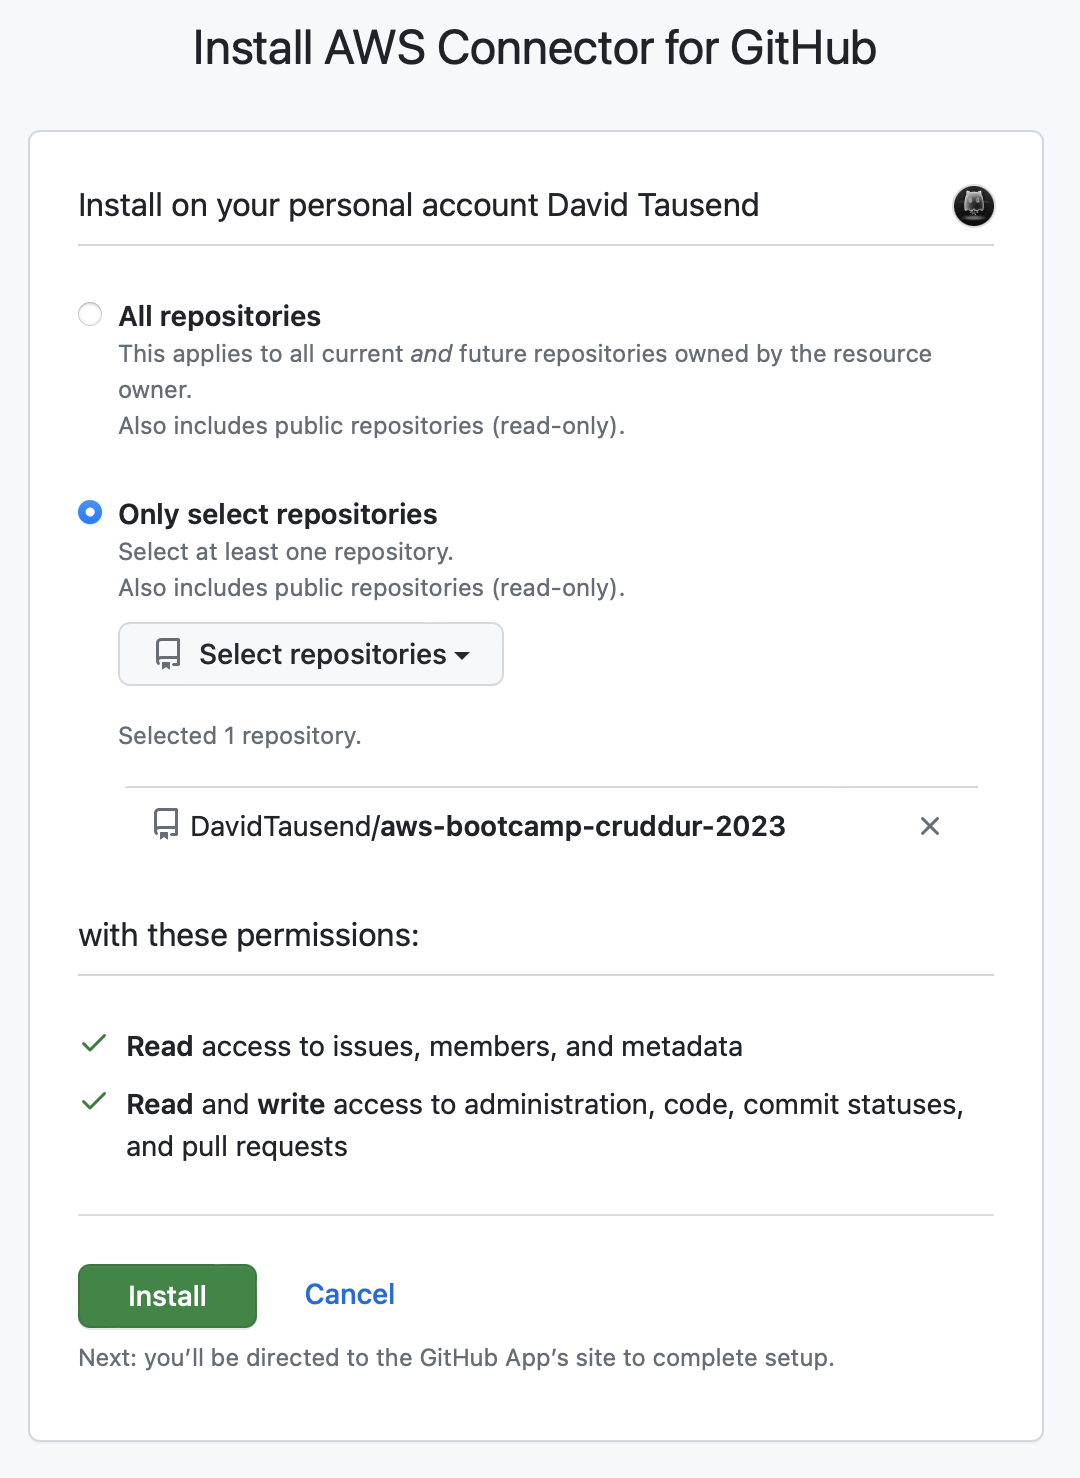 Install AWS Connector for GitHub
Install on your personal account David Tausend
All repositories
This applies to all current and future repositories owned by the resource
owner.
Also includes public repositories (read-only).
Only select repositories
Select at least one repository.
Also includes public repositories (read-only).
Select repositories
Selected 1 repository.
DavidTausend/aws-bootcamp-cruddur-2023
with these permissions:
Read access to issues, members, and metadata
Read and write access to administration, code, commit statuses,
and pull requests
Install Cancel
Next: you’ll be directed to the GitHub App’s site to complete setup.